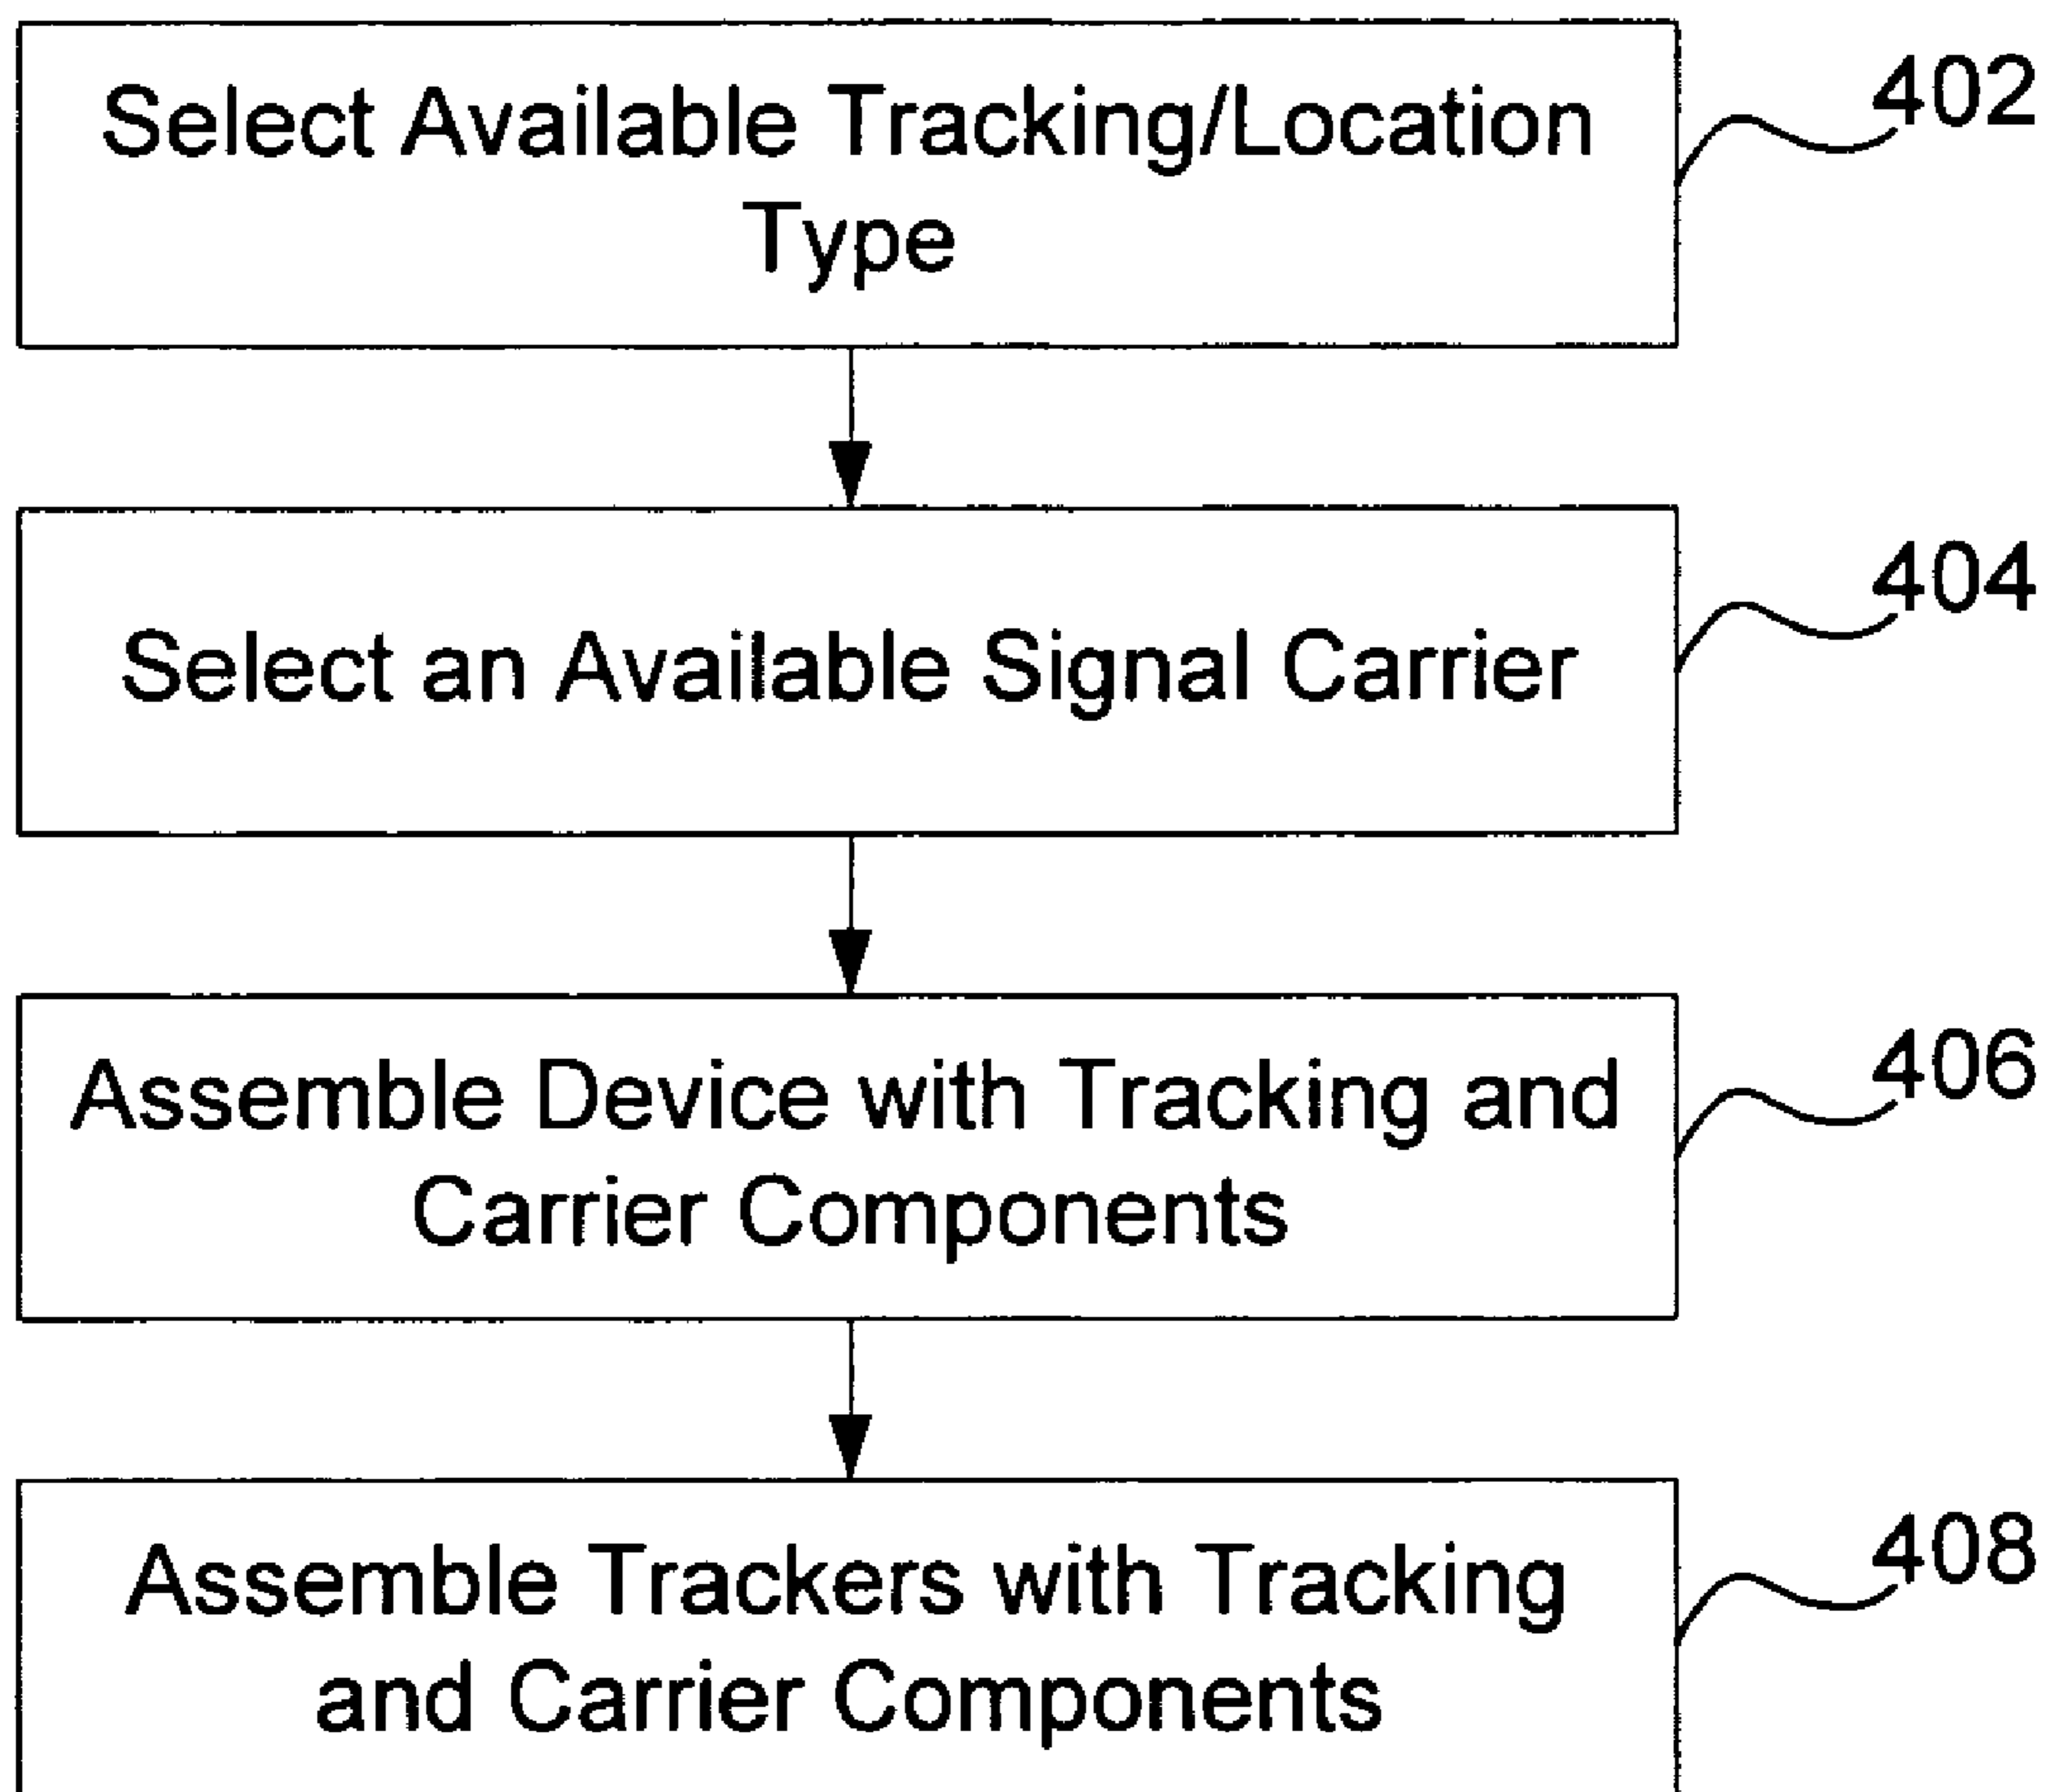 Select Available Tracking/Location
Type
402
Select an Available Signal Carrier
404
Assemble Device with Tracking and
Carrier Components
406
Assemble Trackers with Tracking
and Carrier Components
408